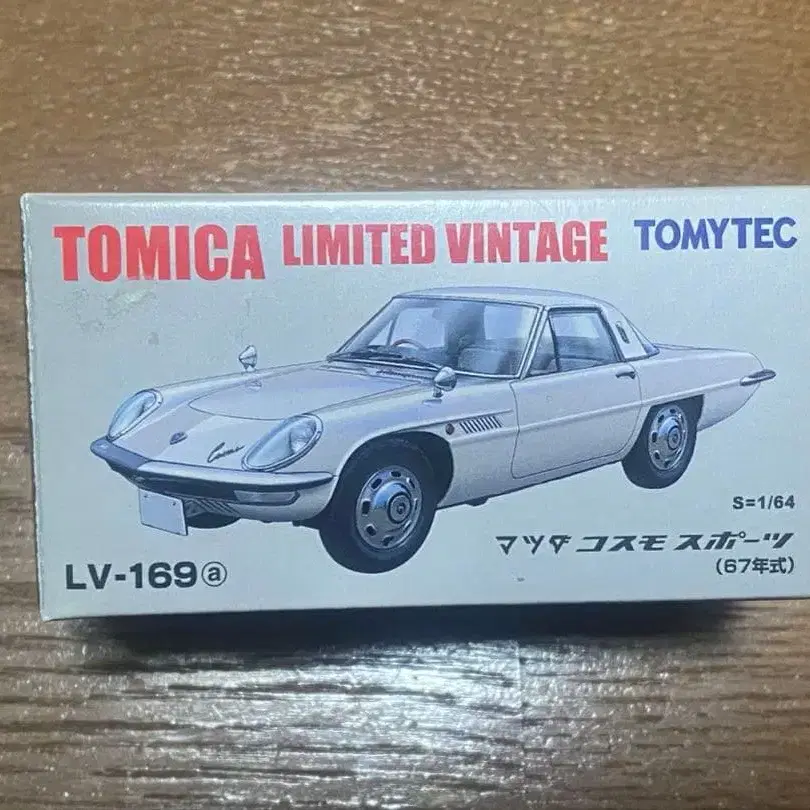 TOMICA LIMITED VINTAGE TOMYTEC
Cosmo
S=1/64
マツダ コスモ スポーツ
(67年式)
LV-169ⓐ